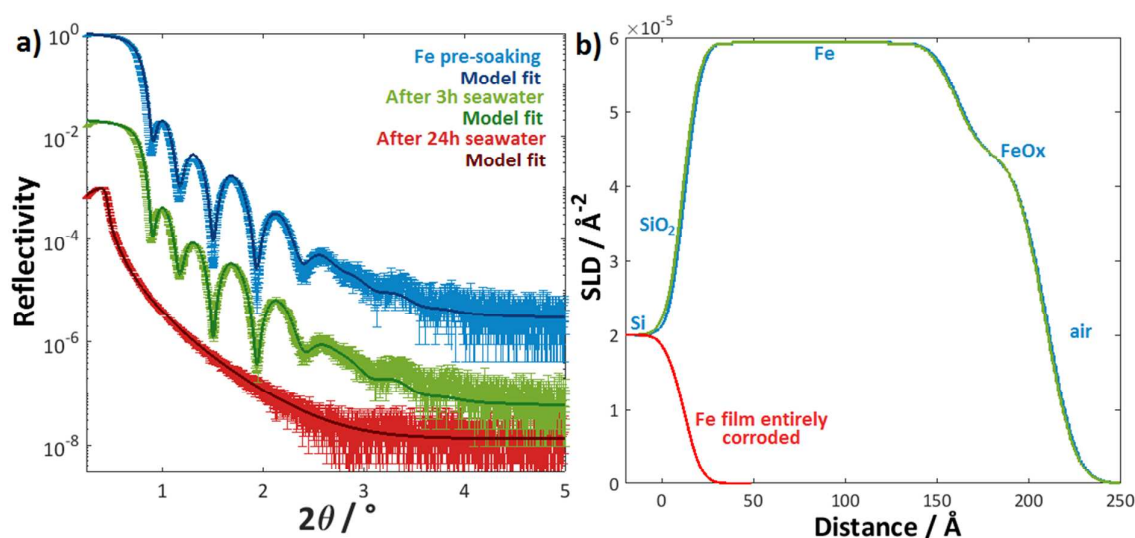 a)
Fe pre-soaking
Model fit
After 3h seawater
Model fit
After 24h seawater
Model fit
Reflectivity
10⁰
10⁻²
10⁻⁴
10⁻⁶
10⁻⁸
1
2
3
4
5
2θ / °
b)
×10⁻⁵
SLD / Å⁻²
6
5
4
3
2
1
0
Fe
FeOx
SiO₂
Si
air
Fe film entirely
corroded
0
50
100
150
200
250
Distance / Å